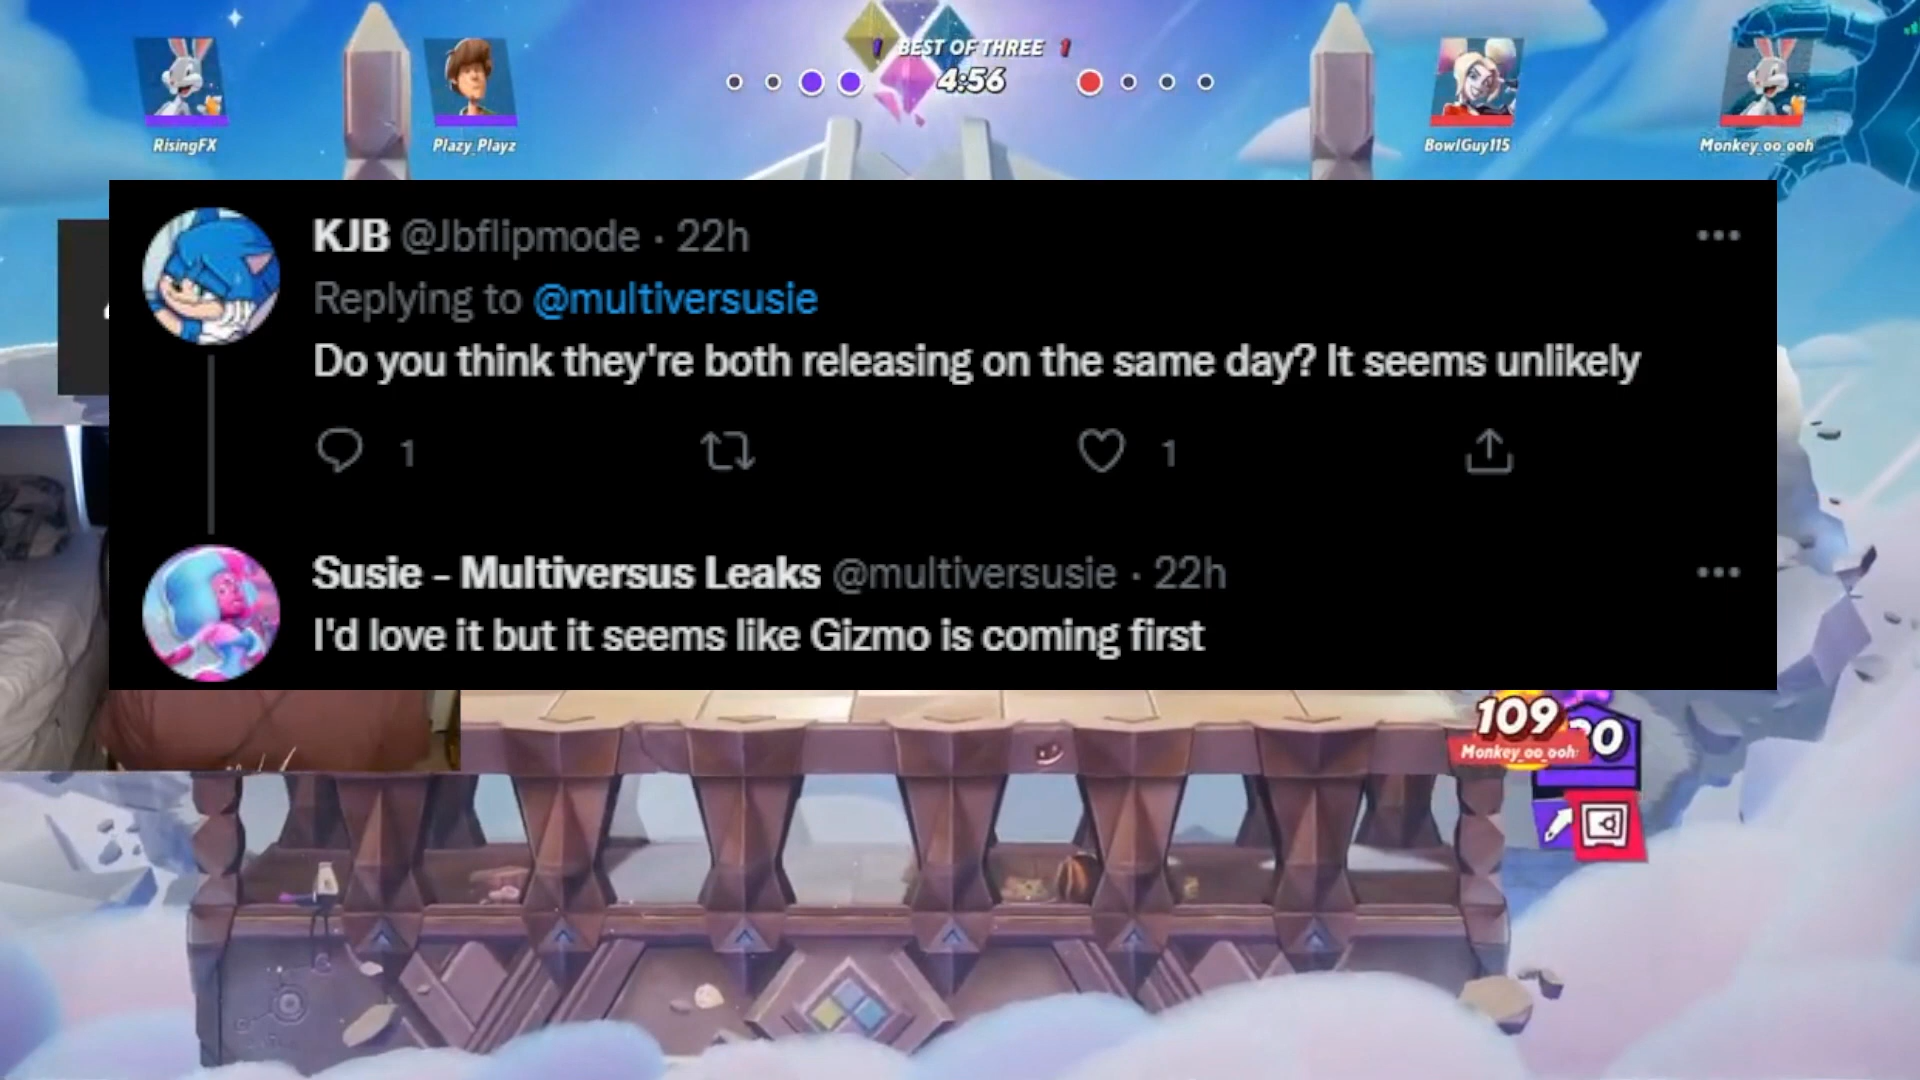 1 BEST OF THREE 1
4:56
RisingFX
Plazy_Playz
BowlGuy115
Monkey_oo_ooh
KJB @Jbflipmode · 22h
Replying to @multiversusie
Do you think they're both releasing on the same day? It seems unlikely
1
1
Susie - Multiversus Leaks @multiversusie · 22h
I'd love it but it seems like Gizmo is coming first
109
Monkey_oo_ooh